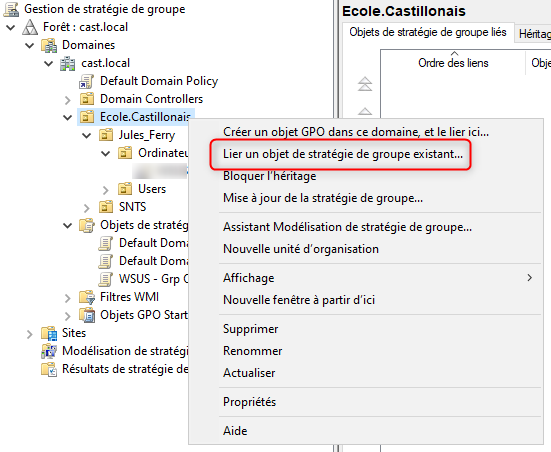 Gestion de stratégie de groupe
Forêt : cast.local
Domaines
cast.local
Default Domain Policy
Domain Controllers
Ecole.Castillonais
Jules_Ferry
Ordinateu
Users
SNTS
Objets de stratég
Default Doma
Default Doma
WSUS - Grp C
Filtres WMI
Objets GPO Start
Sites
Modélisation de stratégi
Résultats de stratégie de
Ecole.Castillonais
Objets de stratégie de groupe liés
Héritag
Ordre des liens
Obje
Créer un objet GPO dans ce domaine, et le lier ici...
Lier un objet de stratégie de groupe existant...
Bloquer l'héritage
Mise à jour de la stratégie de groupe...
Assistant Modélisation de stratégie de groupe...
Nouvelle unité d'organisation
Affichage
Nouvelle fenêtre à partir d'ici
Supprimer
Renommer
Actualiser
Propriétés
Aide